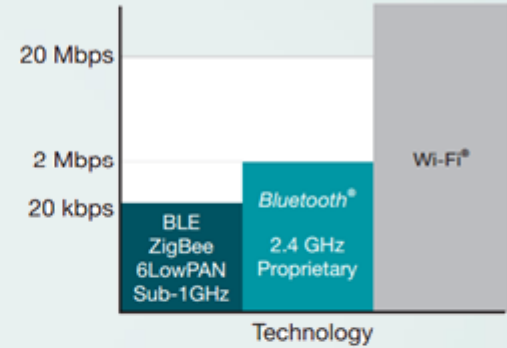 20 Mbps
2 Mbps
20 kbps
BLE
ZigBee
6LowPAN
Sub-1GHz
Bluetooth®
2.4 GHz
Proprietary
Wi-Fi®
Technology